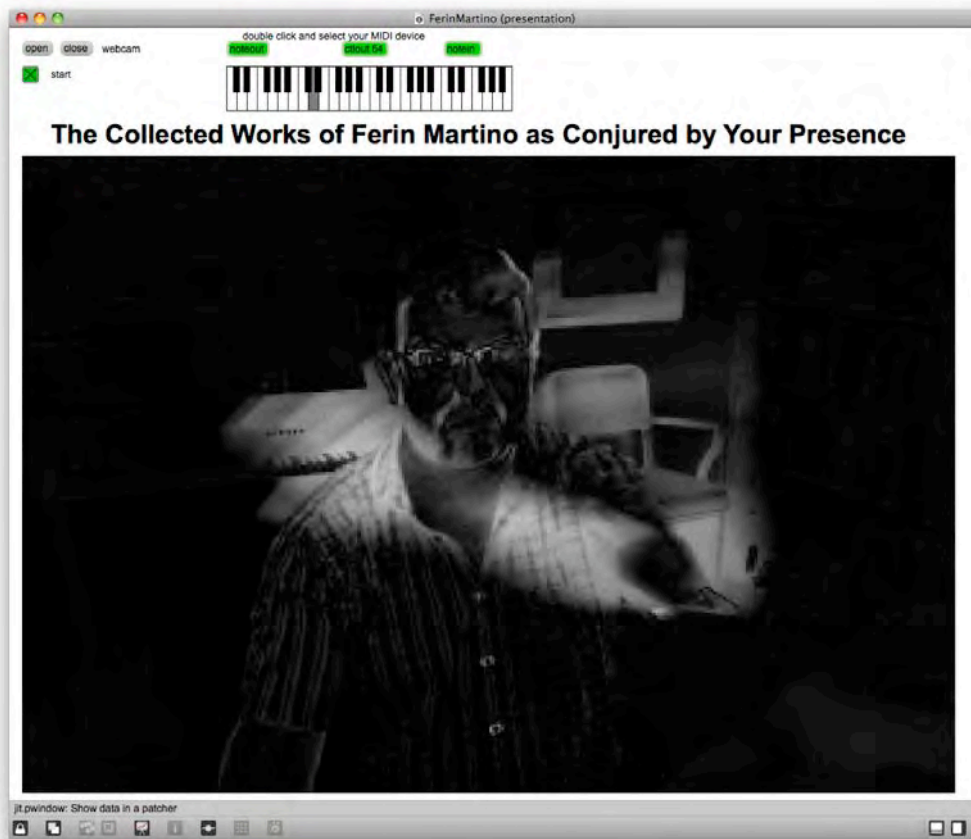 FerinMartino (presentation)
double click and select your MIDI device
open close webcam noteout ctlout 64 notein
start
The Collected Works of Ferin Martino as Conjured by Your Presence
jit.pwindow: Show data in a patcher